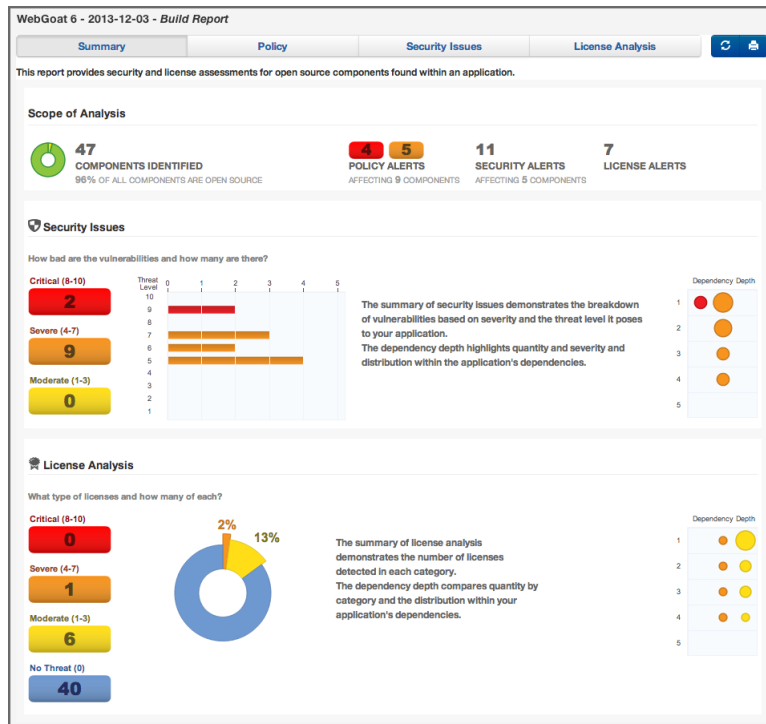 WebGoat 6 - 2013-12-03 - Build Report
Summary Policy Security Issues License Analysis
This report provides security and license assessments for open source components found within an application.
Scope of Analysis
47
COMPONENTS IDENTIFIED
96% OF ALL COMPONENTS ARE OPEN SOURCE
4 5
POLICY ALERTS
AFFECTING 9 COMPONENTS
11
SECURITY ALERTS
AFFECTING 5 COMPONENTS
7
LICENSE ALERTS
Security Issues
How bad are the vulnerabilities and how many are there?
Critical (8-10)
2
Severe (4-7)
9
Moderate (1-3)
0
Threat
Level
0 1 2 3 4 5
10
9
8
7
6
5
4
3
2
1
The summary of security issues demonstrates the breakdown
of vulnerabilities based on severity and the threat level it poses
to your application.
The dependency depth highlights quantity and severity and
distribution within the application's dependencies.
Dependency Depth
1
2
3
4
5
License Analysis
What type of licenses and how many of each?
Critical (8-10)
0
Severe (4-7)
1
Moderate (1-3)
6
No Threat (0)
40
2%
13%
The summary of license analysis
demonstrates the number of licenses
detected in each category.
The dependency depth compares quantity by
category and the distribution within your
application's dependencies.
Dependency Depth
1
2
3
4
5